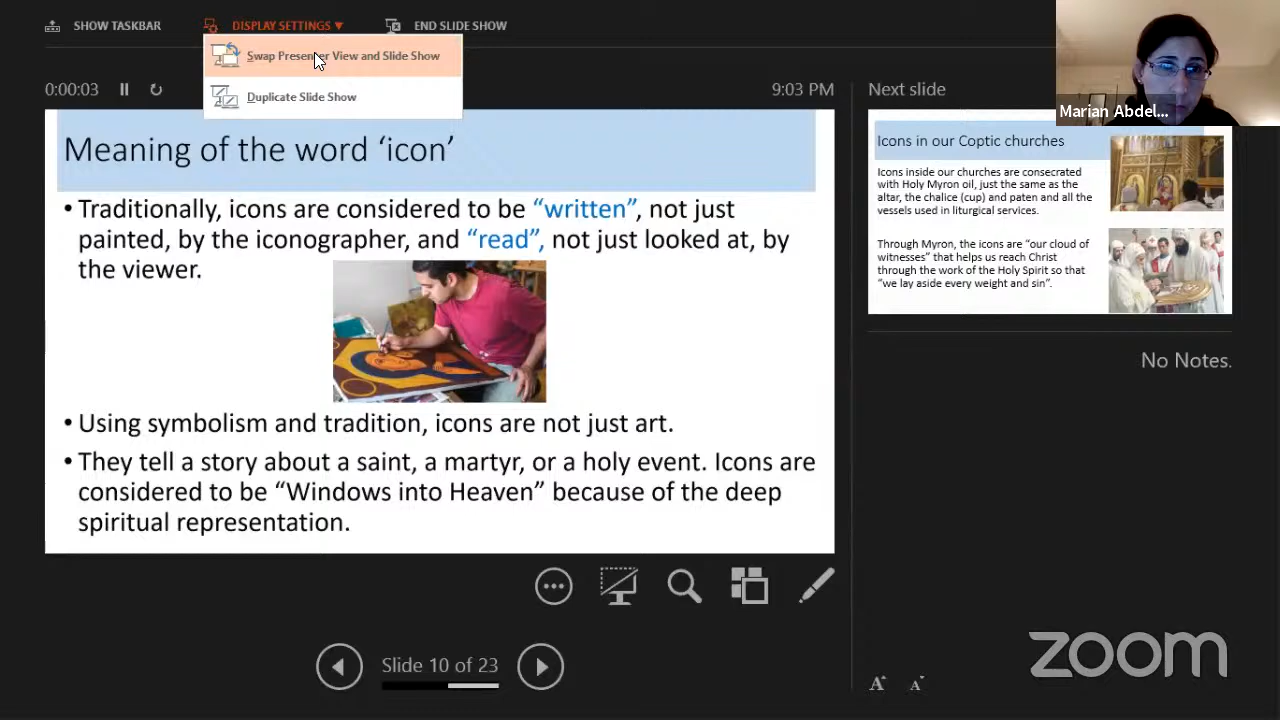 SHOW TASKBAR
DISPLAY SETTINGS ▼
END SLIDE SHOW
Swap Presenter View and Slide Show
Duplicate Slide Show
0:00:03
9:03 PM
Meaning of the word ‘icon’
• Traditionally, icons are considered to be “written”, not just
painted, by the iconographer, and “read”, not just looked at, by
the viewer.
• Using symbolism and tradition, icons are not just art.
• They tell a story about a saint, a martyr, or a holy event. Icons are
considered to be “Windows into Heaven” because of the deep
spiritual representation.
Slide 10 of 23
Next slide
Marian Abdel...
Icons in our Coptic churches
Icons inside our churches are consecrated
with Holy Myron oil, just the same as the
altar, the chalice (cup) and paten and all the
vessels used in liturgical services.
Through Myron, the icons are “our cloud of
witnesses” that helps us reach Christ
through the work of the Holy Spirit so that
“we lay aside every weight and sin”.
No Notes.
A A
zoom